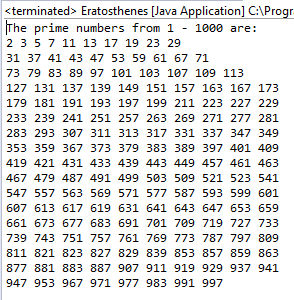 <terminated> Eratosthenes [Java Application] C:\Progr
The prime numbers from 1 - 1000 are:
2 3 5 7 11 13 17 19 23 29
31 37 41 43 47 53 59 61 67 71
73 79 83 89 97 101 103 107 109 113
127 131 137 139 149 151 157 163 167 173
179 181 191 193 197 199 211 223 227 229
233 239 241 251 257 263 269 271 277 281
283 293 307 311 313 317 331 337 347 349
353 359 367 373 379 383 389 397 401 409
419 421 431 433 439 443 449 457 461 463
467 479 487 491 499 503 509 521 523 541
547 557 563 569 571 577 587 593 599 601
607 613 617 619 631 641 643 647 653 659
661 673 677 683 691 701 709 719 727 733
739 743 751 757 761 769 773 787 797 809
811 821 823 827 829 839 853 857 859 863
877 881 883 887 907 911 919 929 937 941
947 953 967 971 977 983 991 997